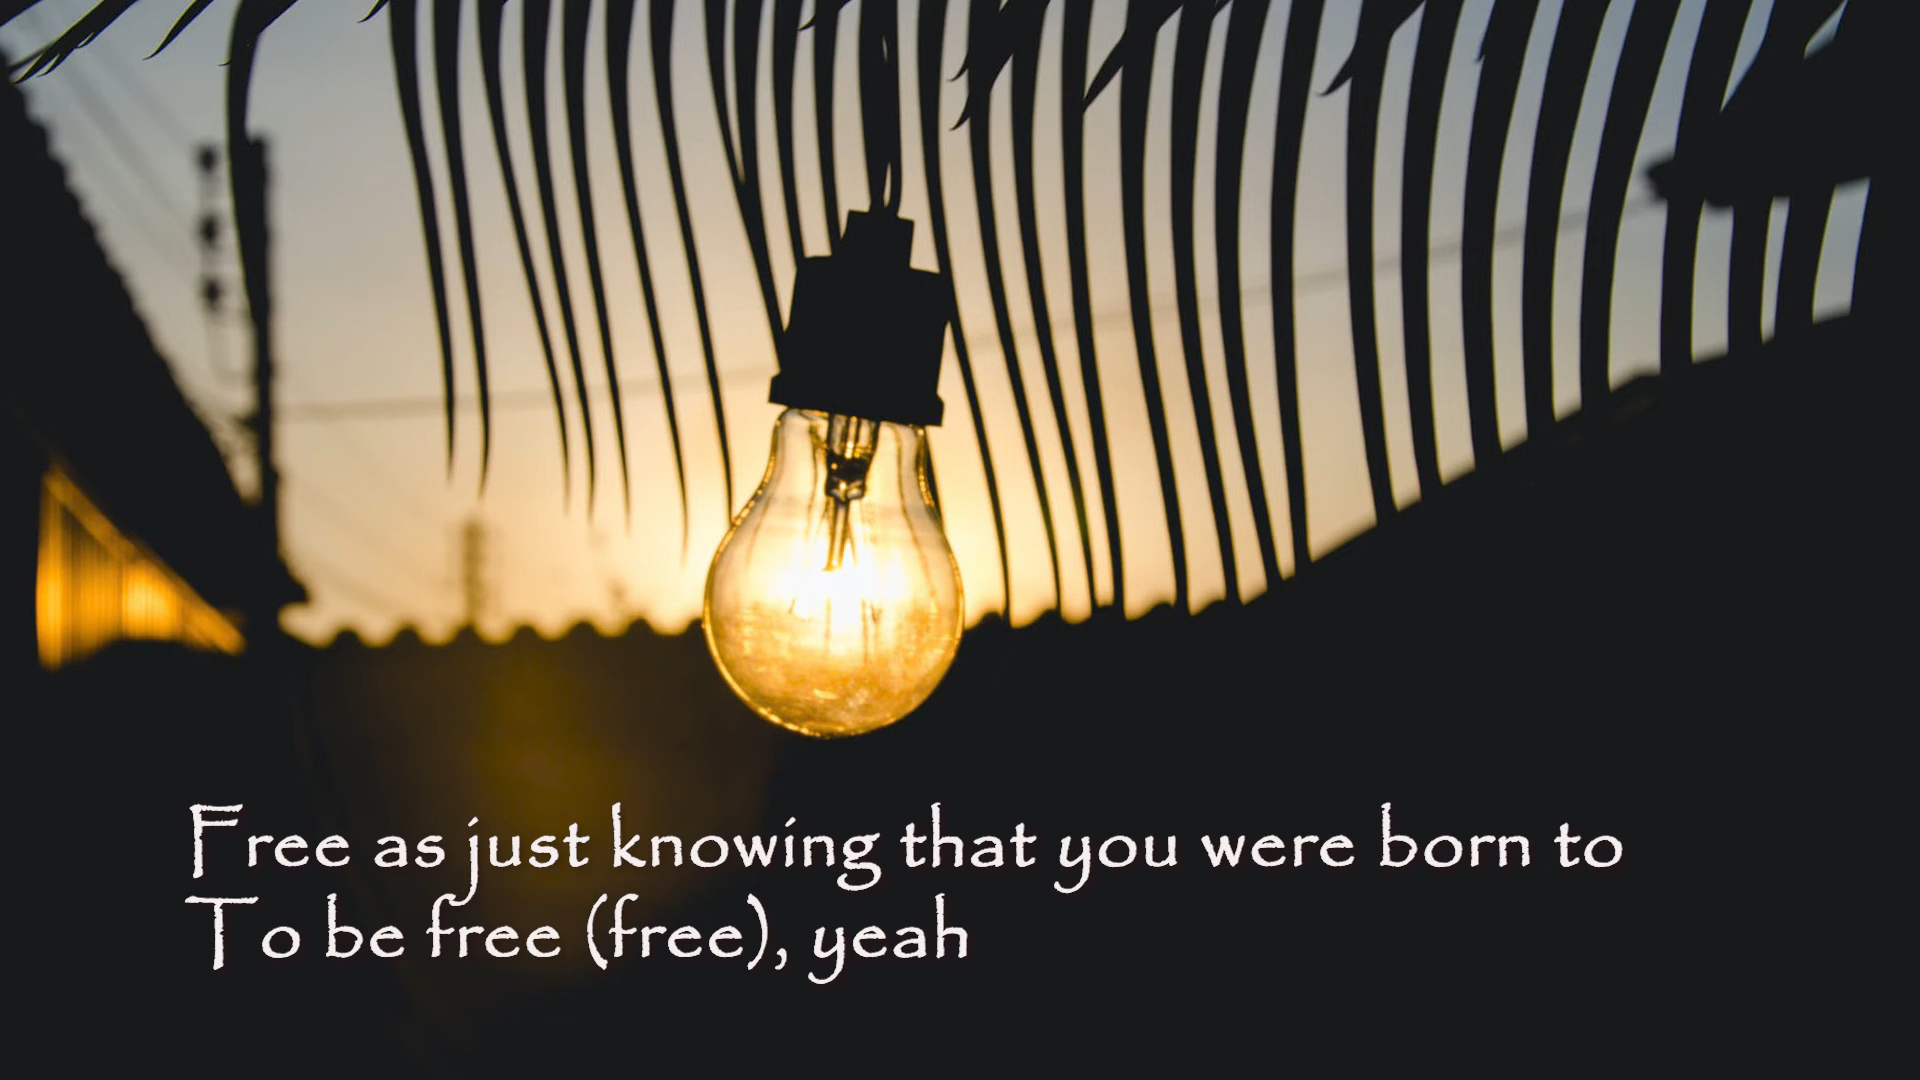 Free as just knowing that you were born to
To be free (free), yeah